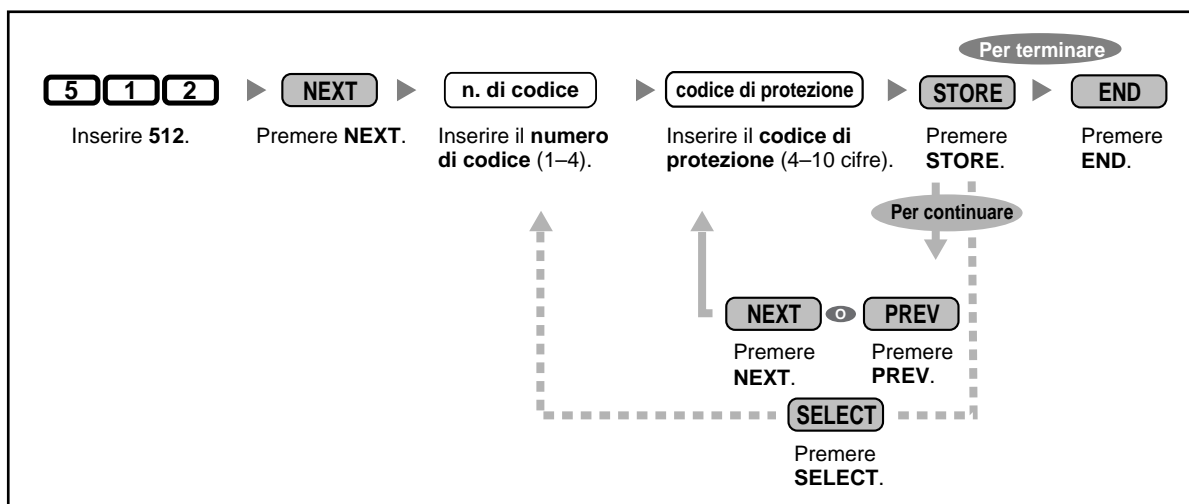 Per terminare
5 1 2 NEXT n. di codice codice di protezione STORE END
Inserire 512. Premere NEXT. Inserire il numero Inserire il codice di Premere Premere
di codice (1–4). protezione (4–10 cifre). STORE. END.
Per continuare
NEXT O PREV
Premere Premere
NEXT. PREV.
SELECT
Premere
SELECT.